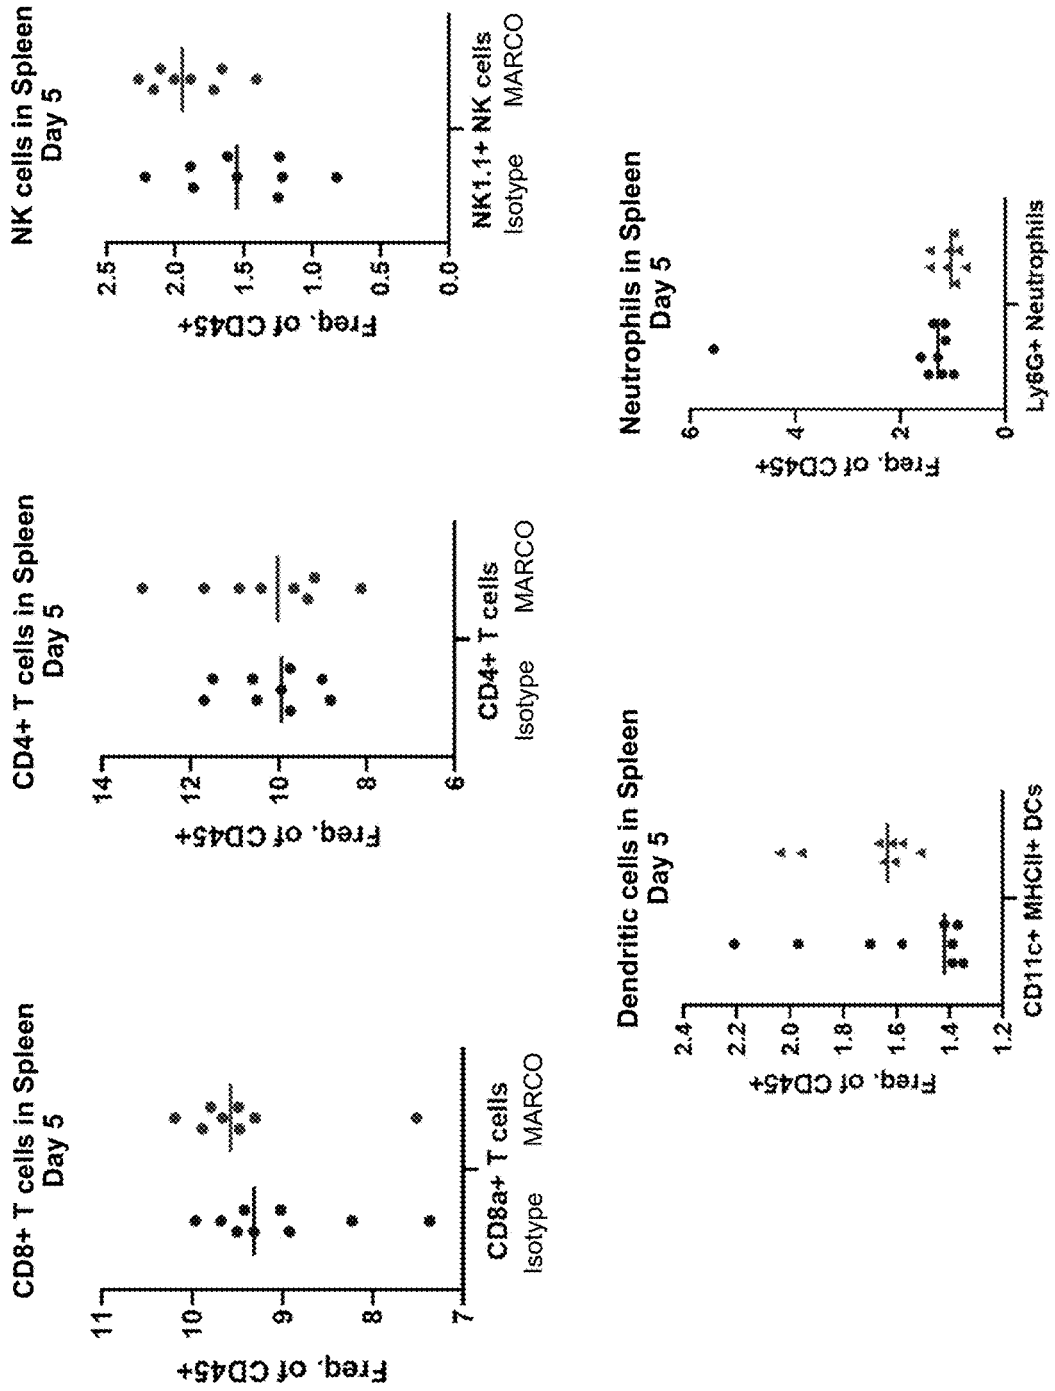 CD8+ T cells in Spleen
Day 5
Freq. of CD45+
11
10
9
8
7
CD8a+ T cells
Isotype MARCO
CD4+ T cells in Spleen
Day 5
Freq. of CD45+
14
12
10
8
6
CD4+ T cells
Isotype MARCO
NK cells in Spleen
Day 5
Freq. of CD45+
2.5
2.0
1.5
1.0
0.5
0.0
NK1.1+ NK cells
Isotype MARCO
Dendritic cells in Spleen
Day 5
Freq. of CD45+
2.4
2.2
2.0
1.8
1.6
1.4
1.2
CD11c+ MHCII+ DCs
Neutrophils in Spleen
Day 5
Freq. of CD45+
6
4
2
0
Ly6G+ Neutrophils